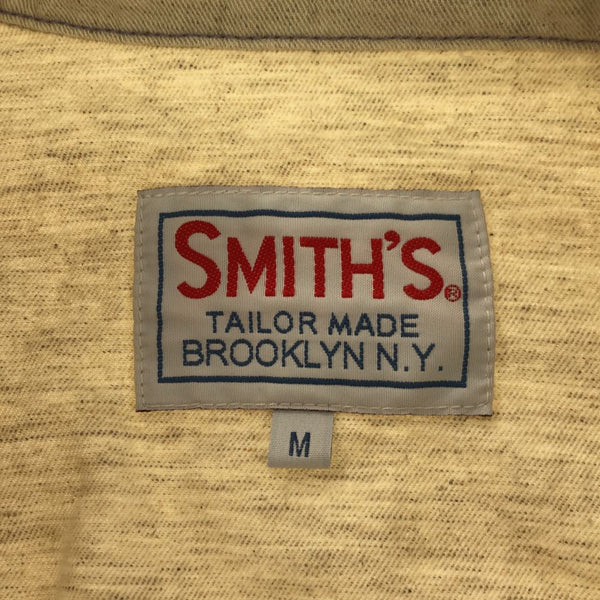 SMITH'S®
TAILOR MADE
BROOKLYN N.Y.
M